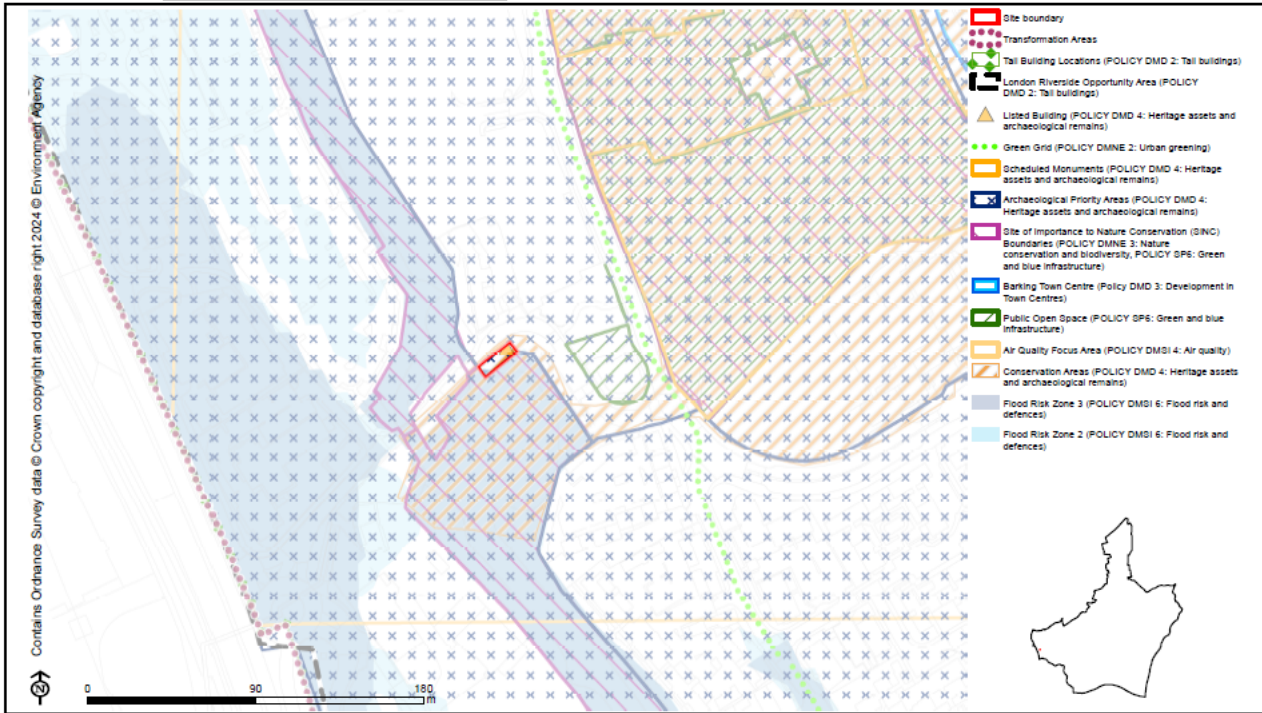 Contains Ordnance Survey data © Crown copyright and database right 2024 © Environment Agency
N
0
90
180
m
Site boundary
Transformation Areas
Tall Building Locations (POLICY DMD 2: Tall buildings)
London Riverside Opportunity Area (POLICY
DMD 2: Tall buildings)
Listed Building (POLICY DMD 4: Heritage assets and
archaeological remains)
Green Grid (POLICY DMNE 2: Urban greening)
Scheduled Monuments (POLICY DMD 4: Heritage
assets and archaeological remains)
Archaeological Priority Areas (POLICY DMD 4:
Heritage assets and archaeological remains)
Site of Importance to Nature Conservation (SINC)
Boundaries (POLICY DMNE 3: Nature
conservation and biodiversity, POLICY SP6: Green
and blue infrastructure)
Barking Town Centre (Policy DMD 3: Development in
Town Centres)
Public Open Space (POLICY SP6: Green and blue
infrastructure)
Air Quality Focus Area (POLICY DMSI 4: Air quality)
Conservation Areas (POLICY DMD 4: Heritage assets
and archaeological remains)
Flood Risk Zone 3 (POLICY DMSI 6: Flood risk and
defences)
Flood Risk Zone 2 (POLICY DMSI 6: Flood risk and
defences)